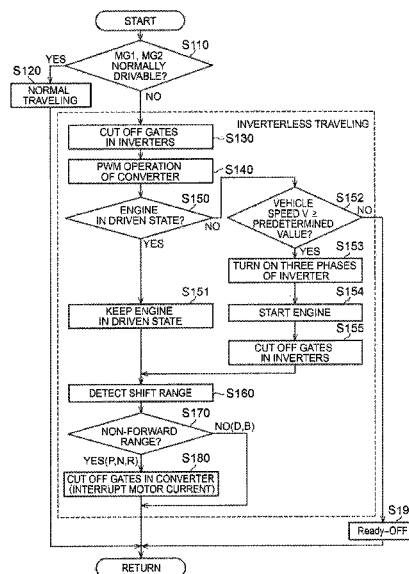 START
S110
YES
MG1, MG2
NORMALLY
DRIVABLE?
S120
NORMAL
TRAVELING
NO
INVERTERLESS TRAVELING
CUT OFF GATES
IN INVERTERS
S130
PWM OPERATION
OF CONVERTER
S140
S150
ENGINE
IN DRIVEN STATE?
NO
YES
S152
VEHICLE
SPEED V ≥
PREDETERMINED
VALUE?
NO
YES
S153
TURN ON THREE PHASES
OF INVERTER
S154
START ENGINE
S155
CUT OFF GATES
IN INVERTERS
S151
KEEP ENGINE
IN DRIVEN STATE
DETECT SHIFT RANGE
S160
S170
NON-FORWARD
RANGE?
NO(D,B)
YES(P,N,R)
S180
CUT OFF GATES IN CONVERTER
(INTERRUPT MOTOR CURRENT)
S19
Ready-OFF
RETURN